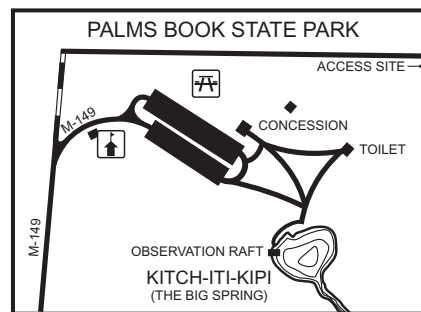 PALMS BOOK STATE PARK
ACCESS SITE
M-149
CONCESSION
TOILET
M-149
OBSERVATION RAFT
KITCH-ITI-KIPI
(THE BIG SPRING)